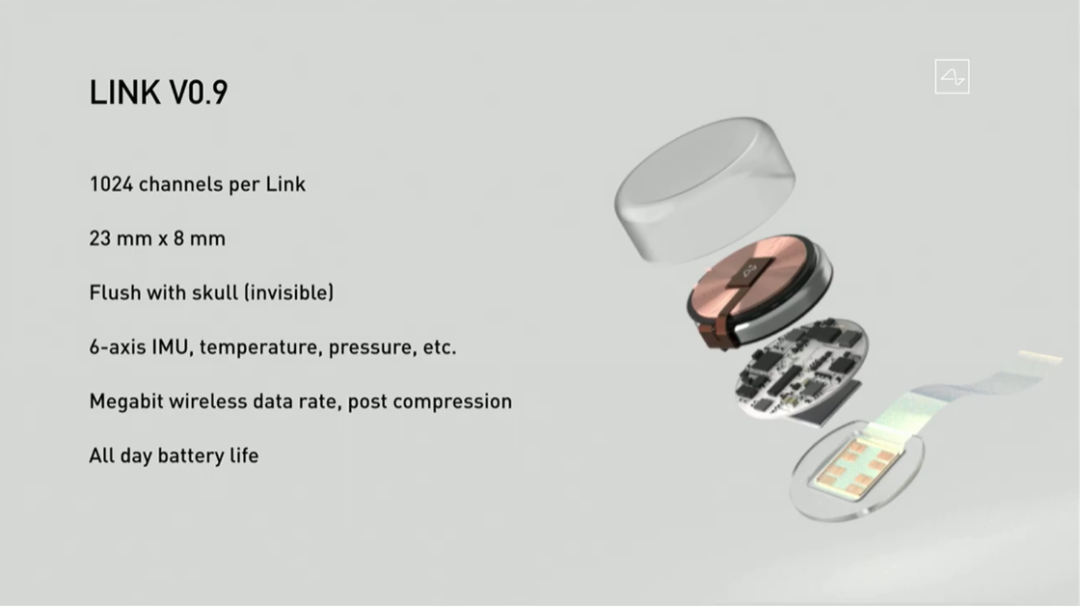 LINK V0.9
1024 channels per Link
23 mm x 8 mm
Flush with skull (invisible)
6-axis IMU, temperature, pressure, etc.
Megabit wireless data rate, post compression
All day battery life